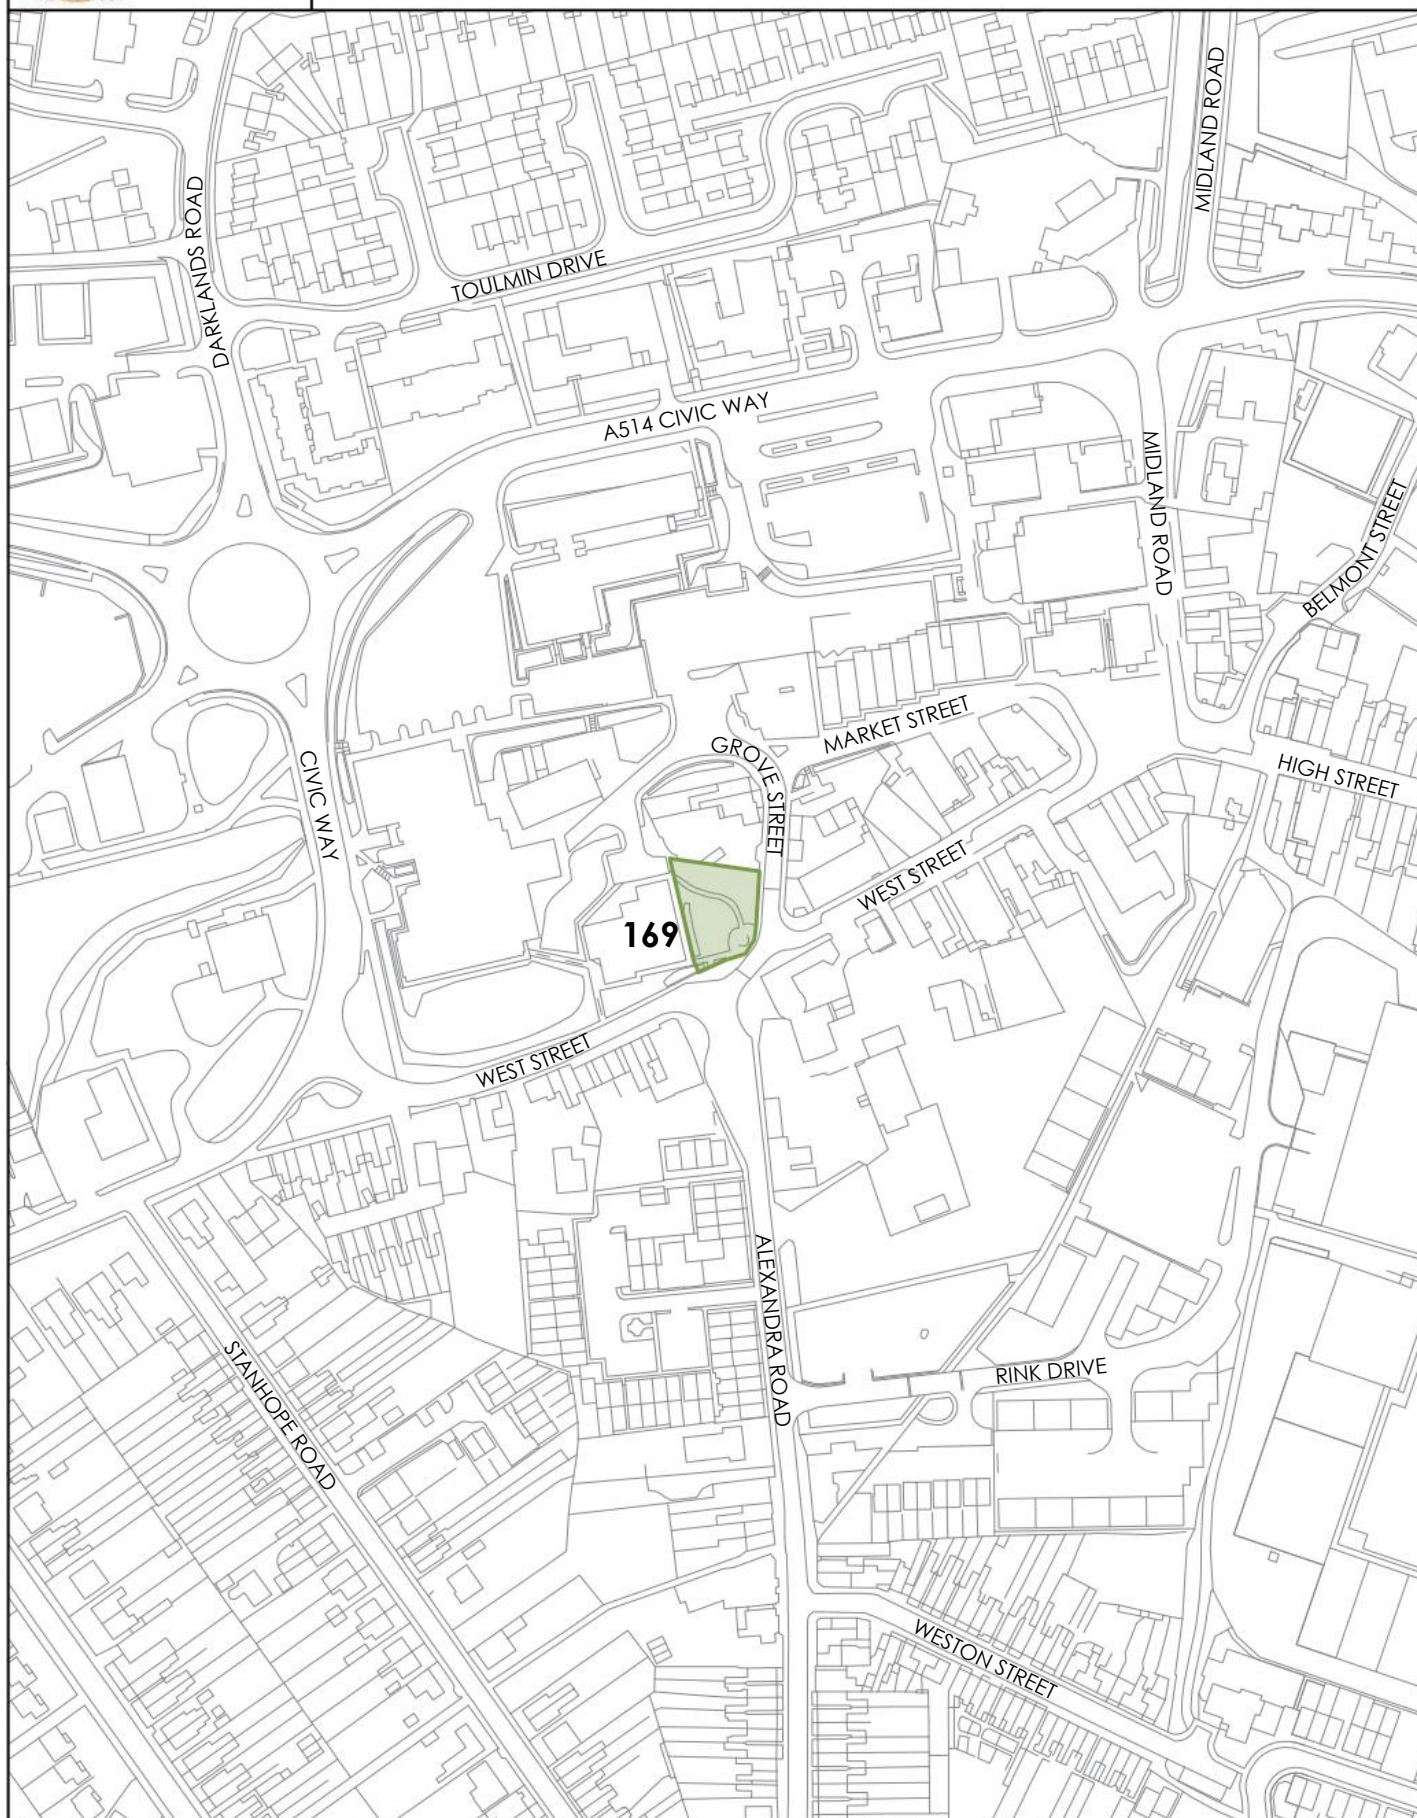 MIDLAND ROAD
DARKLANDS ROAD
TOULMIN DRIVE
A514 CIVIC WAY
MIDLAND ROAD
BELMONT STREET
MARKET STREET
GROVE STREET
CIVIC WAY
HIGH STREET
WEST STREET
169
WEST STREET
ALEXANDRA ROAD
STANHOPE ROAD
RINK DRIVE
WESTON STREET